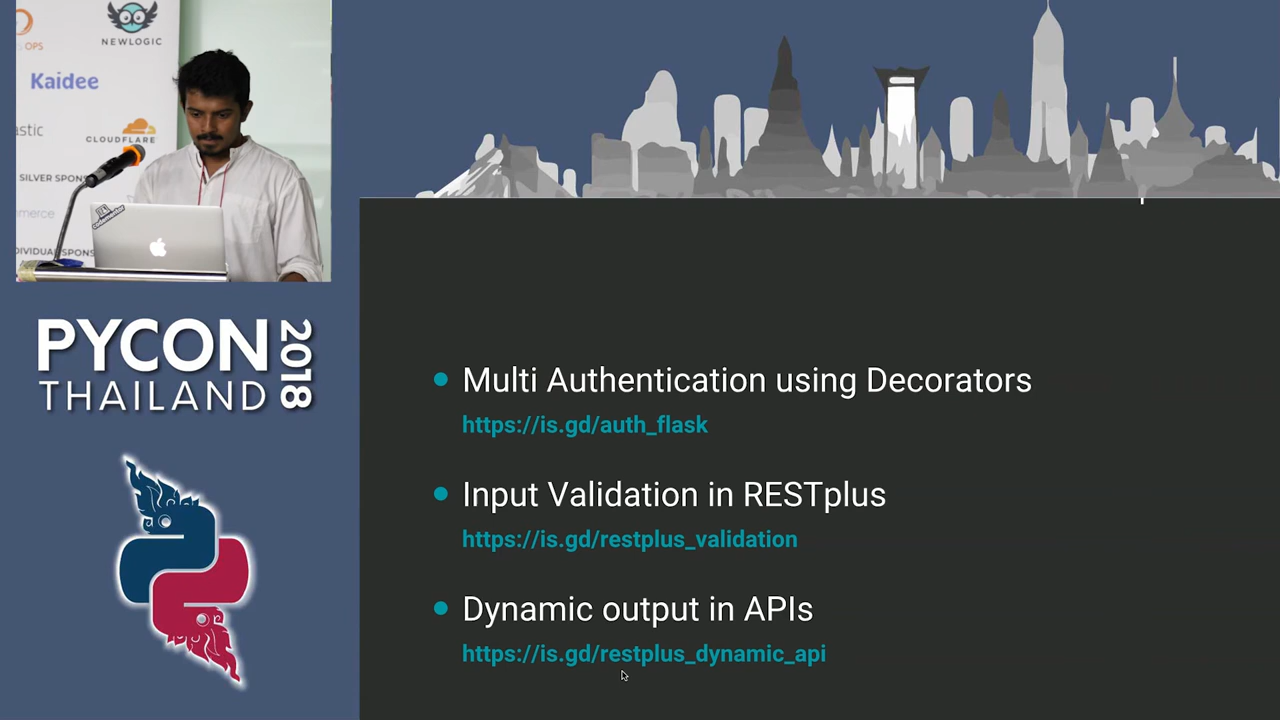 OPS
NEWLOGIC
Kaidee
astic
CLOUDFLARE
SILVER SPONS
merce
DIVIDUAL SPONS
PYCON
THAILAND
2018
Multi Authentication using Decorators
https://is.gd/auth_flask
Input Validation in RESTplus
https://is.gd/restplus_validation
Dynamic output in APIs
https://is.gd/restplus_dynamic_api